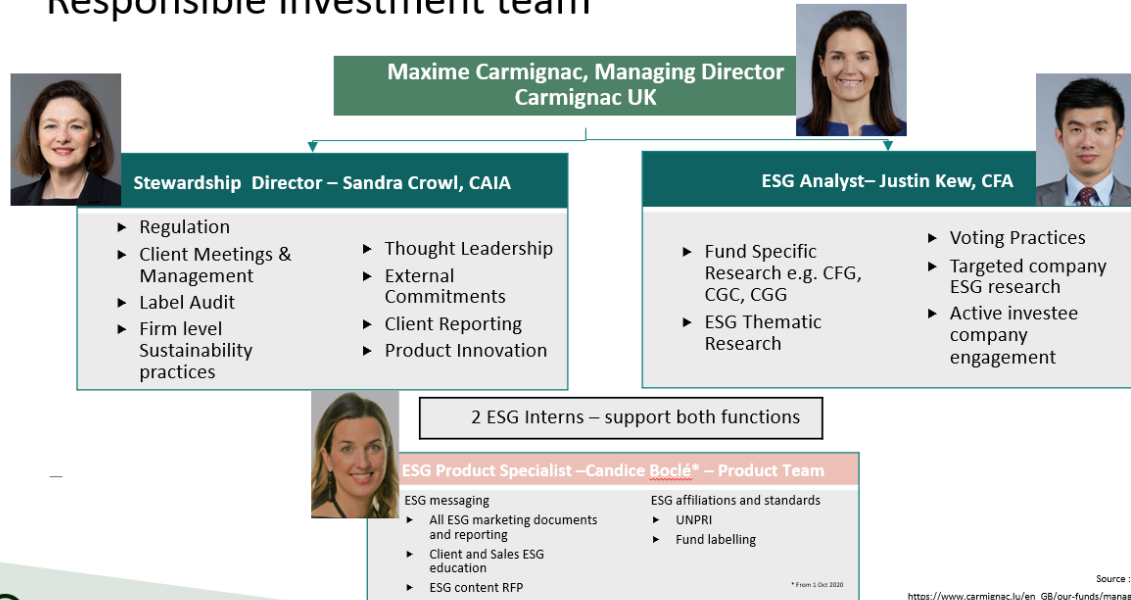 Responsible Investment team
Maxime Carmignac, Managing Director
Carmignac UK
Stewardship Director – Sandra Crowl, CAIA
Regulation
Client Meetings &
Management
Label Audit
Firm level
Sustainability
practices
Thought Leadership
External
Commitments
Client Reporting
Product Innovation
ESG Analyst– Justin Kew, CFA
Fund Specific
Research e.g. CFG,
CGC, CGG
ESG Thematic
Research
Voting Practices
Targeted company
ESG research
Active investee
company
engagement
2 ESG Interns – support both functions
ESG Product Specialist –Candice Boclé* – Product Team
ESG messaging
All ESG marketing documents
and reporting
Client and Sales ESG
education
ESG content RFP
ESG affiliations and standards
UNPRI
Fund labelling
* From 1 Oct 2020
Source :
https://www.carmignac.lu/en_GB/our-funds/manag